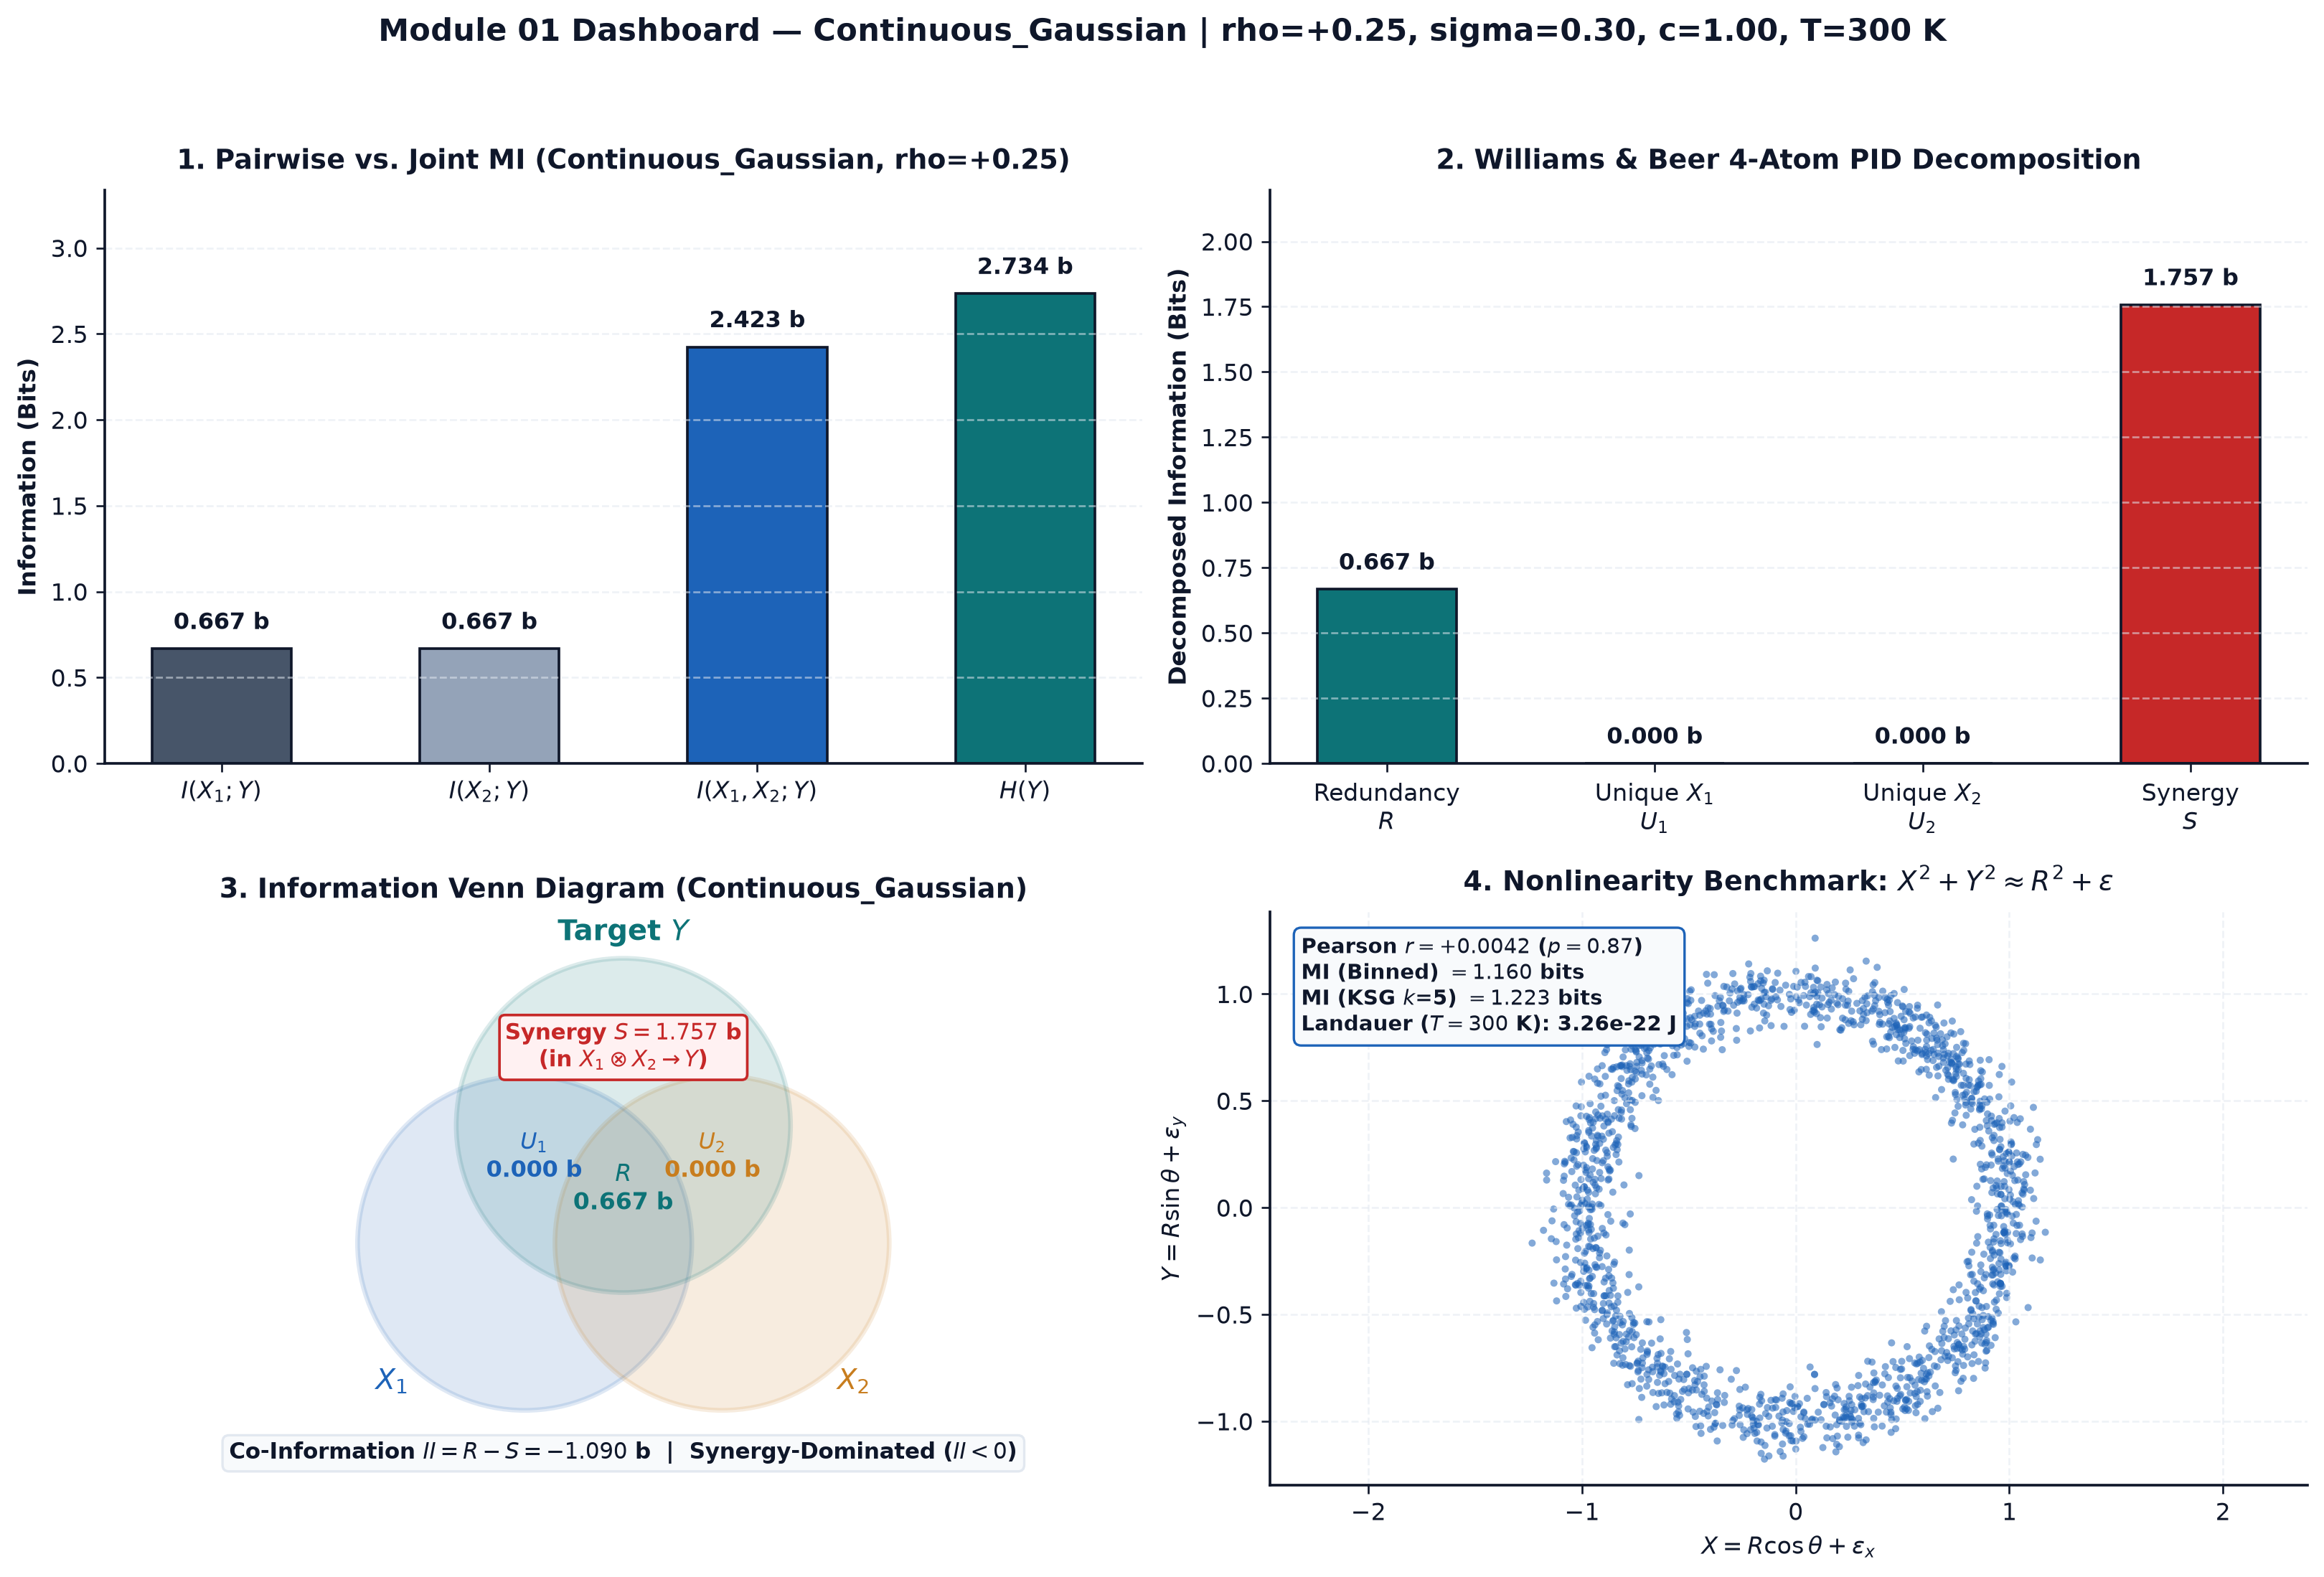 Module 01 Dashboard — Continuous_Gaussian | rho=+0.25, sigma=0.30, c=1.00, T=300 K
1. Pairwise vs. Joint MI (Continuous_Gaussian, rho=+0.25)
Information (Bits)
3.0
2.5
2.0
1.5
1.0
0.5
0.0
0.667 b
0.667 b
2.423 b
2.734 b
I(X₁; Y)
I(X₂; Y)
I(X₁, X₂; Y)
H(Y)
2. Williams & Beer 4-Atom PID Decomposition
Decomposed Information (Bits)
2.00
1.75
1.50
1.25
1.00
0.75
0.50
0.25
0.00
0.667 b
0.000 b
0.000 b
1.757 b
Redundancy
R
Unique X₁
U₁
Unique X₂
U₂
Synergy
S
3. Information Venn Diagram (Continuous_Gaussian)
Target Y
Synergy S = 1.757 b
(in X₁ ⊗ X₂ → Y)
U₁
0.000 b
U₂
0.000 b
R
0.667 b
X₁
X₂
Co-Information II = R − S = −1.090 b | Synergy-Dominated (II < 0)
4. Nonlinearity Benchmark: X² + Y² ≈ R² + ε
Pearson r = +0.0042 (p = 0.87)
MI (Binned) = 1.160 bits
MI (KSG k=5) = 1.223 bits
Landauer (T = 300 K): 3.26e-22 J
Y = R sin θ + εy
1.0
0.5
0.0
−0.5
−1.0
−2
−1
0
1
2
X = R cos θ + εₓ